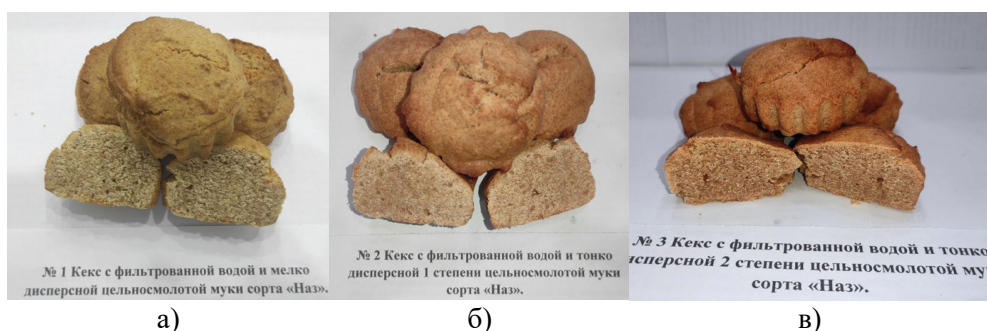 № 1 Кекс с фильтрованной водой и мелко
дисперсной цельносмолотой муки сорта «Наз».
а)
№ 2 Кекс с фильтрованной водой и тонко
дисперсной 1 степени цельносмолотой муки
сорта «Наз».
б)
№ 3 Кекс с фильтрованной водой и тонко
исперсной 2 степени цельносмолотой му
сорта «Наз».
в)